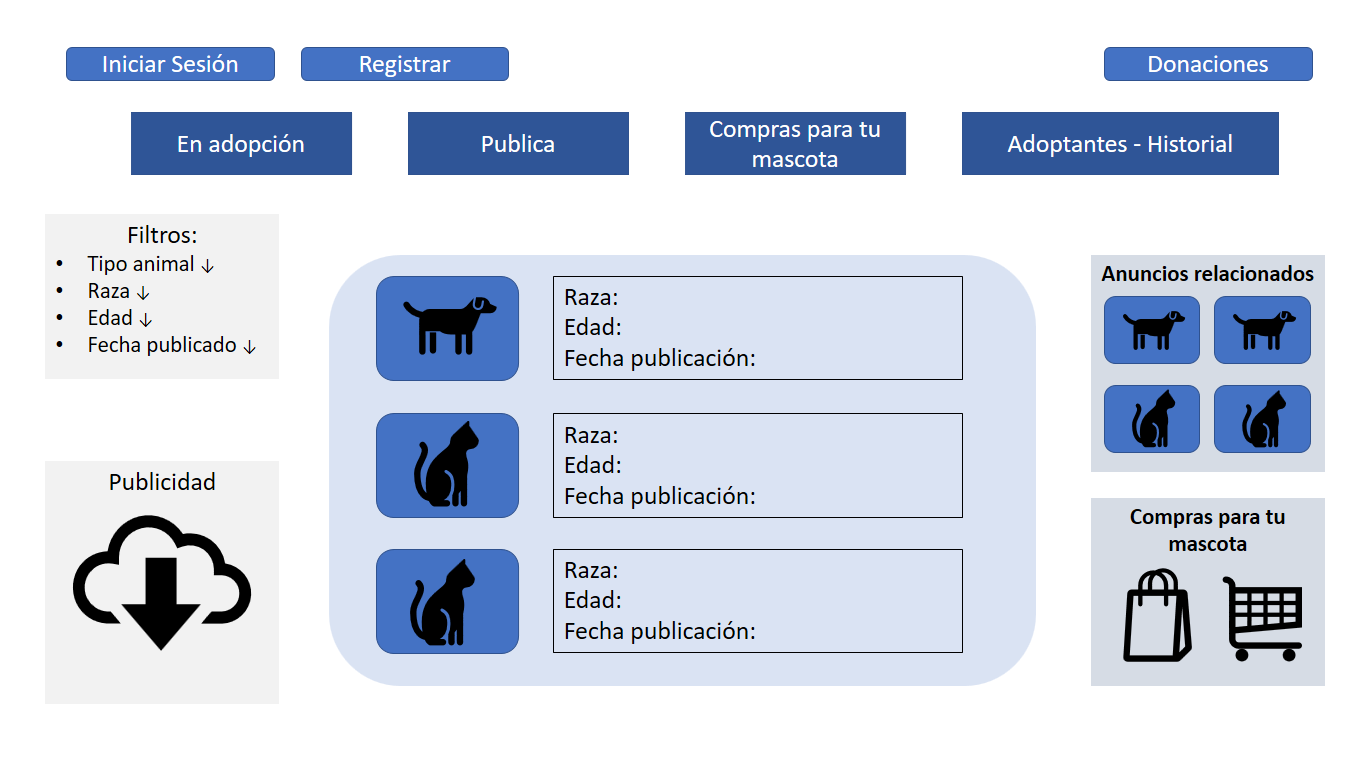 Iniciar Sesión
Registrar
Donaciones
En adopción
Publica
Compras para tu
mascota
Adoptantes - Historial
Filtros:
• Tipo animal ↓
• Raza ↓
• Edad ↓
• Fecha publicado ↓
Publicidad
Raza:
Edad:
Fecha publicación:
Raza:
Edad:
Fecha publicación:
Raza:
Edad:
Fecha publicación:
Anuncios relacionados
Compras para tu
mascota